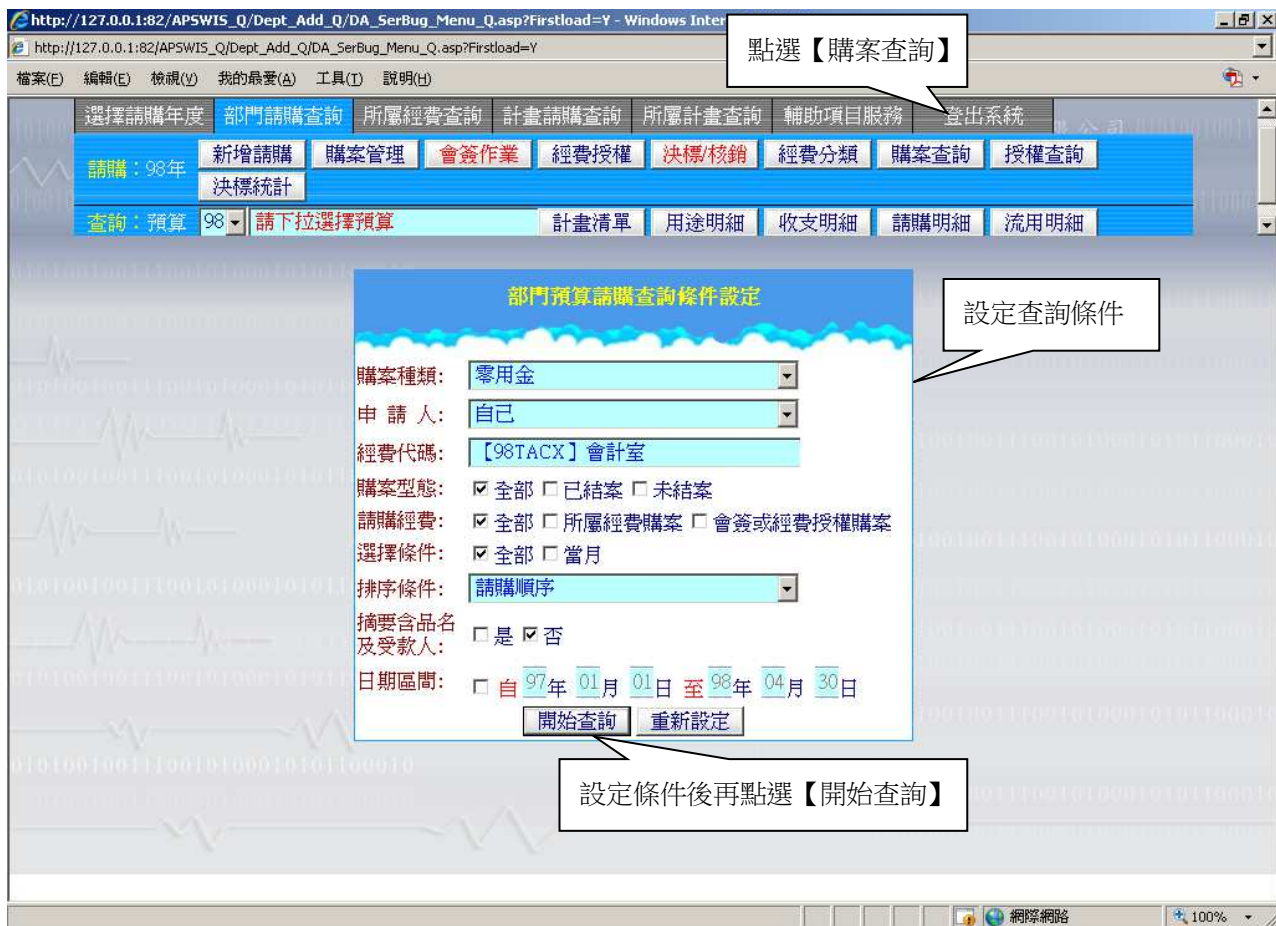 http://127.0.0.1:82/APSWIS_Q/Dept_Add_Q/DA_SerBug_Menu_Q.asp?Firstload=Y - Windows Inter
http://127.0.0.1:82/APSWIS_Q/Dept_Add_Q/DA_SerBug_Menu_Q.asp?Firstload=Y
點選【購案查詢】
檔案(F) 編輯(E) 檢視(V) 我的最愛(A) 工具(T) 說明(H)
選擇請購年度 部門請購查詢 所屬經費查詢 計畫請購查詢 所屬計畫查詢 輔助項目服務 登出系統
請購：98年 新增請購 購案管理 會簽作業 經費授權 決標/核銷 經費分類 購案查詢 授權查詢
決標統計
查詢：預算 98 請下拉選擇預算 計畫清單 用途明細 收支明細 請購明細 流用明細
部門預算請購查詢條件設定
設定查詢條件
購案種類: 零用金
申 請 人: 自己
經費代碼: 【98TACX】會計室
購案型態: 全部 已結案 未結案
請購經費: 全部 所屬經費購案 會簽或經費授權購案
選擇條件: 全部 當月
排序條件: 請購順序
摘要含品名
及受款人: 是 否
日期區間: 自 97年 01月 01日 至 98年 04月 30日
開始查詢 重新設定
設定條件後再點選【開始查詢】
網際網路 100%